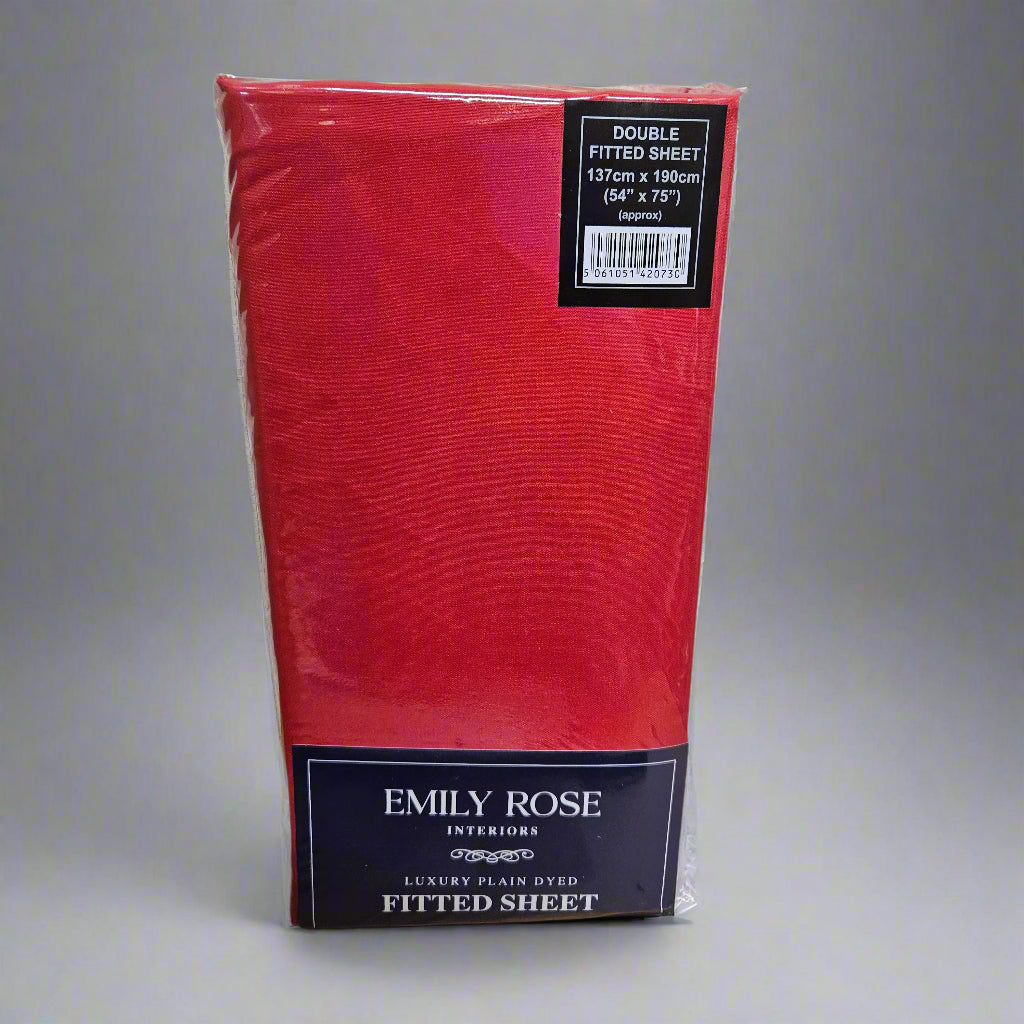 DOUBLE
FITTED SHEET
137cm x 190cm
(54” x 75”)
(approx)
5 061051 420730
EMILY ROSE
INTERIORS
LUXURY PLAIN DYED
FITTED SHEET